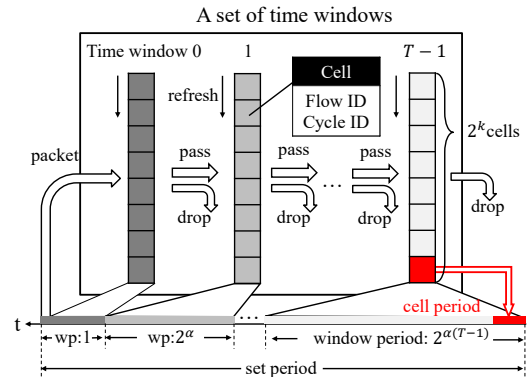 A set of time windows
Time window 0
1
T − 1
Cell
Flow ID
Cycle ID
refresh
2^k cells
packet
pass
pass
pass
...
drop
drop
drop
drop
cell period
t
...
wp:1
wp:2^α
window period: 2^α(T−1)
set period